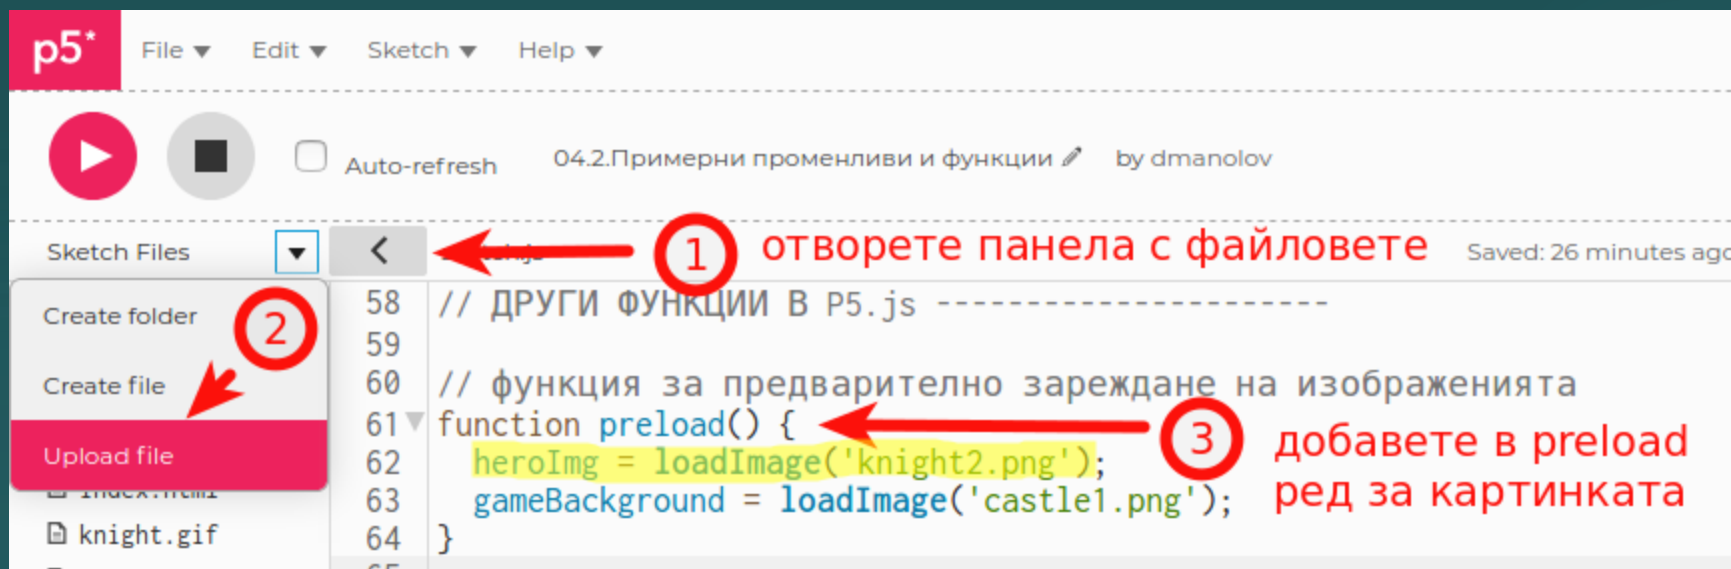 p5*
File Edit Sketch Help
Auto-refresh 04.2.Примерни променливи и функции by dmanolov
Sketch Files 1 отворете панела с файловете Saved: 26 minutes
Create folder 2
Create file
Upload file
index.html
knight.gif
58 // ДРУГИ ФУНКЦИИ В P5.js ----------------------
59
60 // функция за предварително зареждане на изображенията
61 function preload() {
62 heroImg = loadImage('knight2.png');
63 gameBackground = loadImage('castle1.png');
64 }
3 добавете в preload
ред за картинката